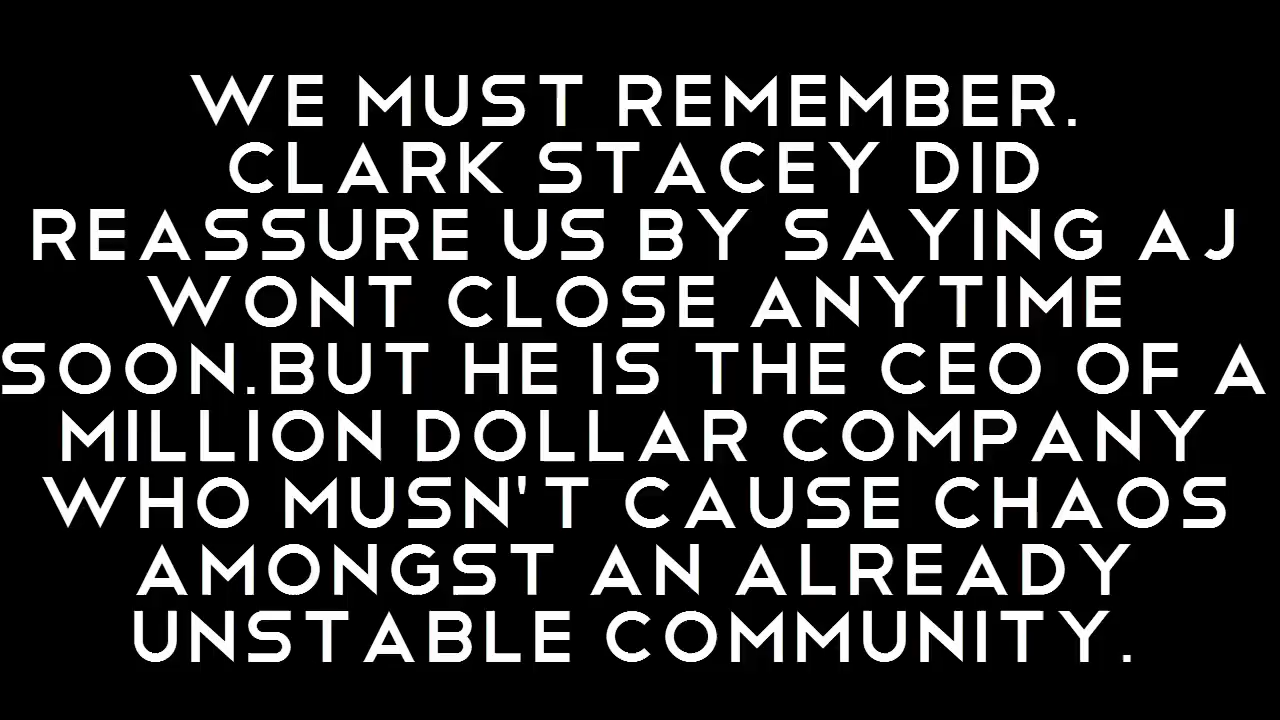 WE MUST REMEMBER.
CLARK STACEY DID
REASSURE US BY SAYING AJ
WONT CLOSE ANYTIME
SOON.BUT HE IS THE CEO OF A
MILLION DOLLAR COMPANY
WHO MUSN'T CAUSE CHAOS
AMONGST AN ALREADY
UNSTABLE COMMUNITY.